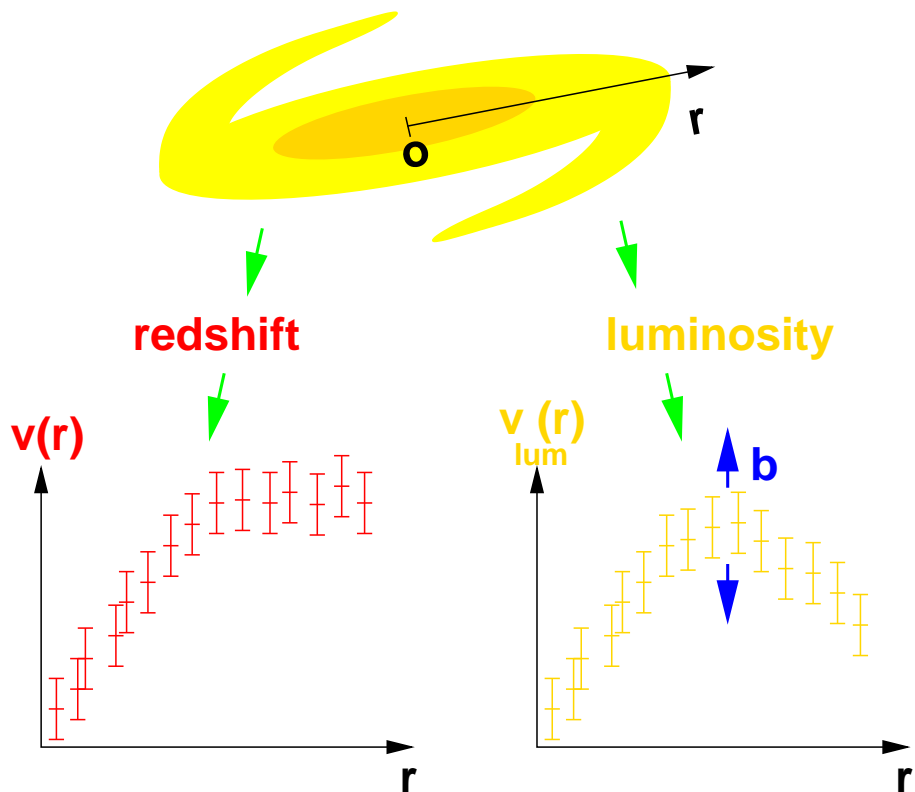 r
o
redshift
luminosity
v(r)
v (r)
lum
b
r
r